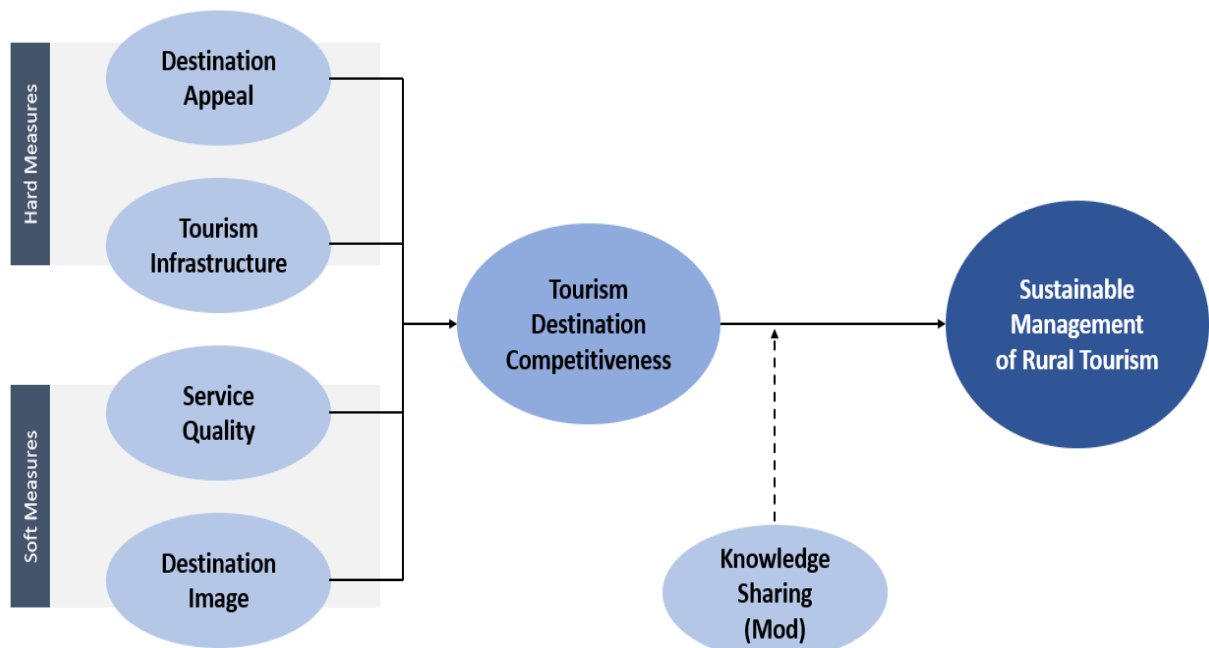 Hard Measures
Destination
Appeal
Tourism
Infrastructure
Soft Measures
Service
Quality
Destination
Image
Tourism
Destination
Competitiveness
Knowledge
Sharing
(Mod)
Sustainable
Management
of Rural Tourism